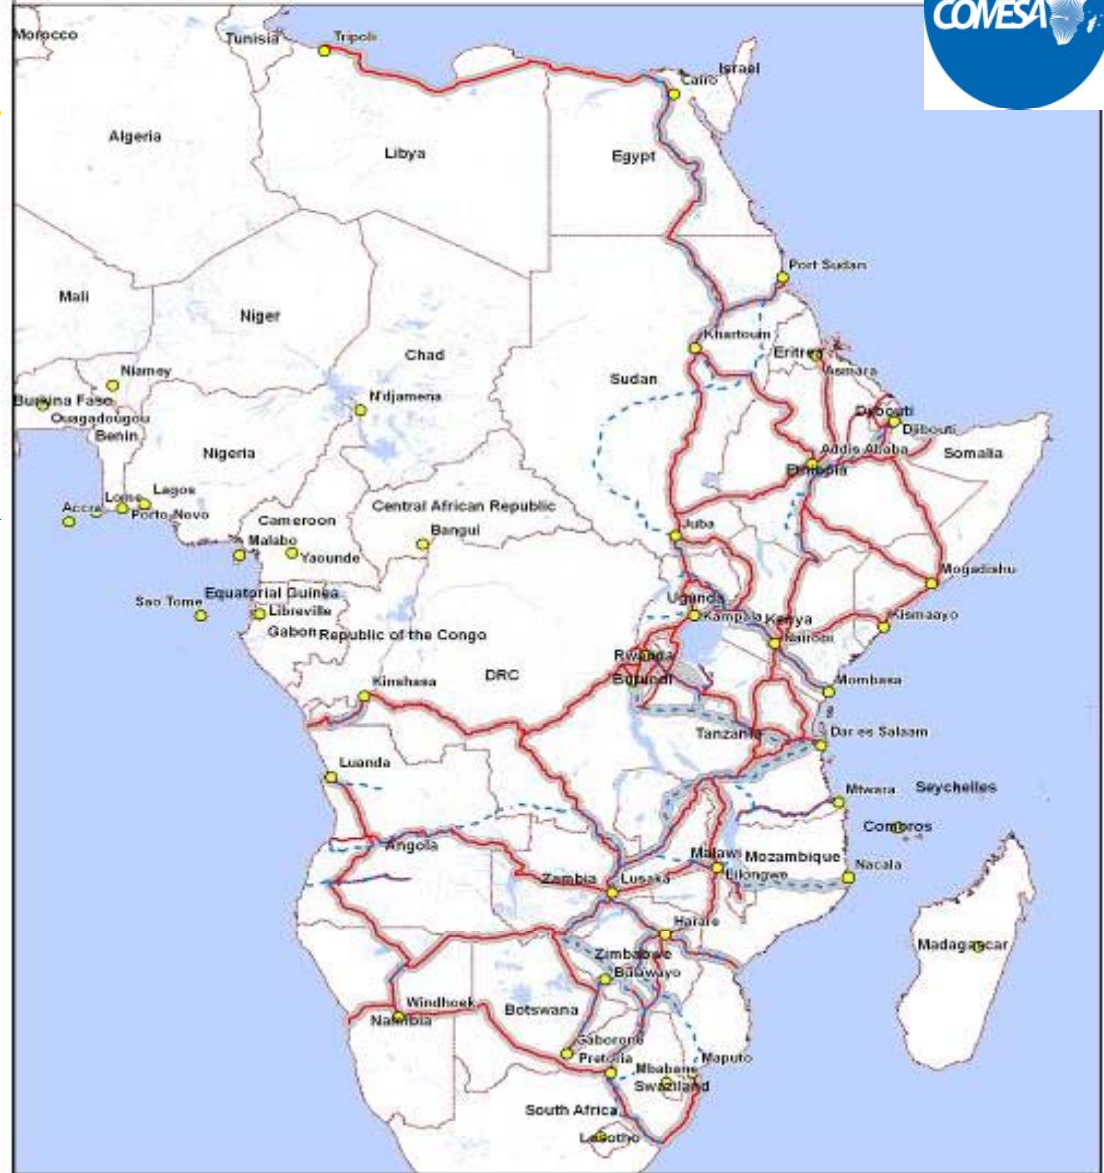 COMESA
Morocco
Tunisia
Tripoli
Israel
Cairo
Algeria
Libya
Egypt
Port Sudan
Mali
Niger
Khartoum
Chad
Eritrea
Asmara
Sudan
Niamey
Burkina Faso
N'djamena
Ouagadougou
Djibouti
Djibouti
Benin
Addis Ababa
Nigeria
Somalia
Ethiopia
Lagos
Lome
Accra
Porto-Novo
Central African Republic
Cameroon
Juba
Bangui
Malabo
Yaounde
Mogadishu
Equatorial Guinea
Uganda
Sao Tome
Libreville
Kampala
Kenya
Kismaayo
Gabon
Republic of the Congo
Nairobi
Rwanda
DRC
Burundi
Kinshasa
Mombasa
Tanzania
Dar es Salaam
Luanda
Mtwara
Seychelles
Comoros
Angola
Malawi
Mozambique
Nacala
Zambia
Lusaka
Lilongwe
Harare
Madagascar
Zimbabwe
Bulawayo
Windhoek
Botswana
Namibia
Gaborone
Pretoria
Maputo
Mbabane
Swaziland
South Africa
Lesotho